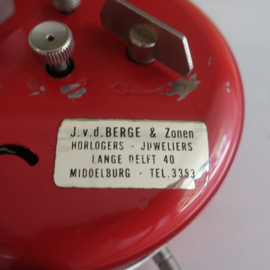 J.v.d.BERGE & Zonen
HORLOGERS - JUWELIERS
LANGE DELFT 40
MIDDELBURG - TEL.3353